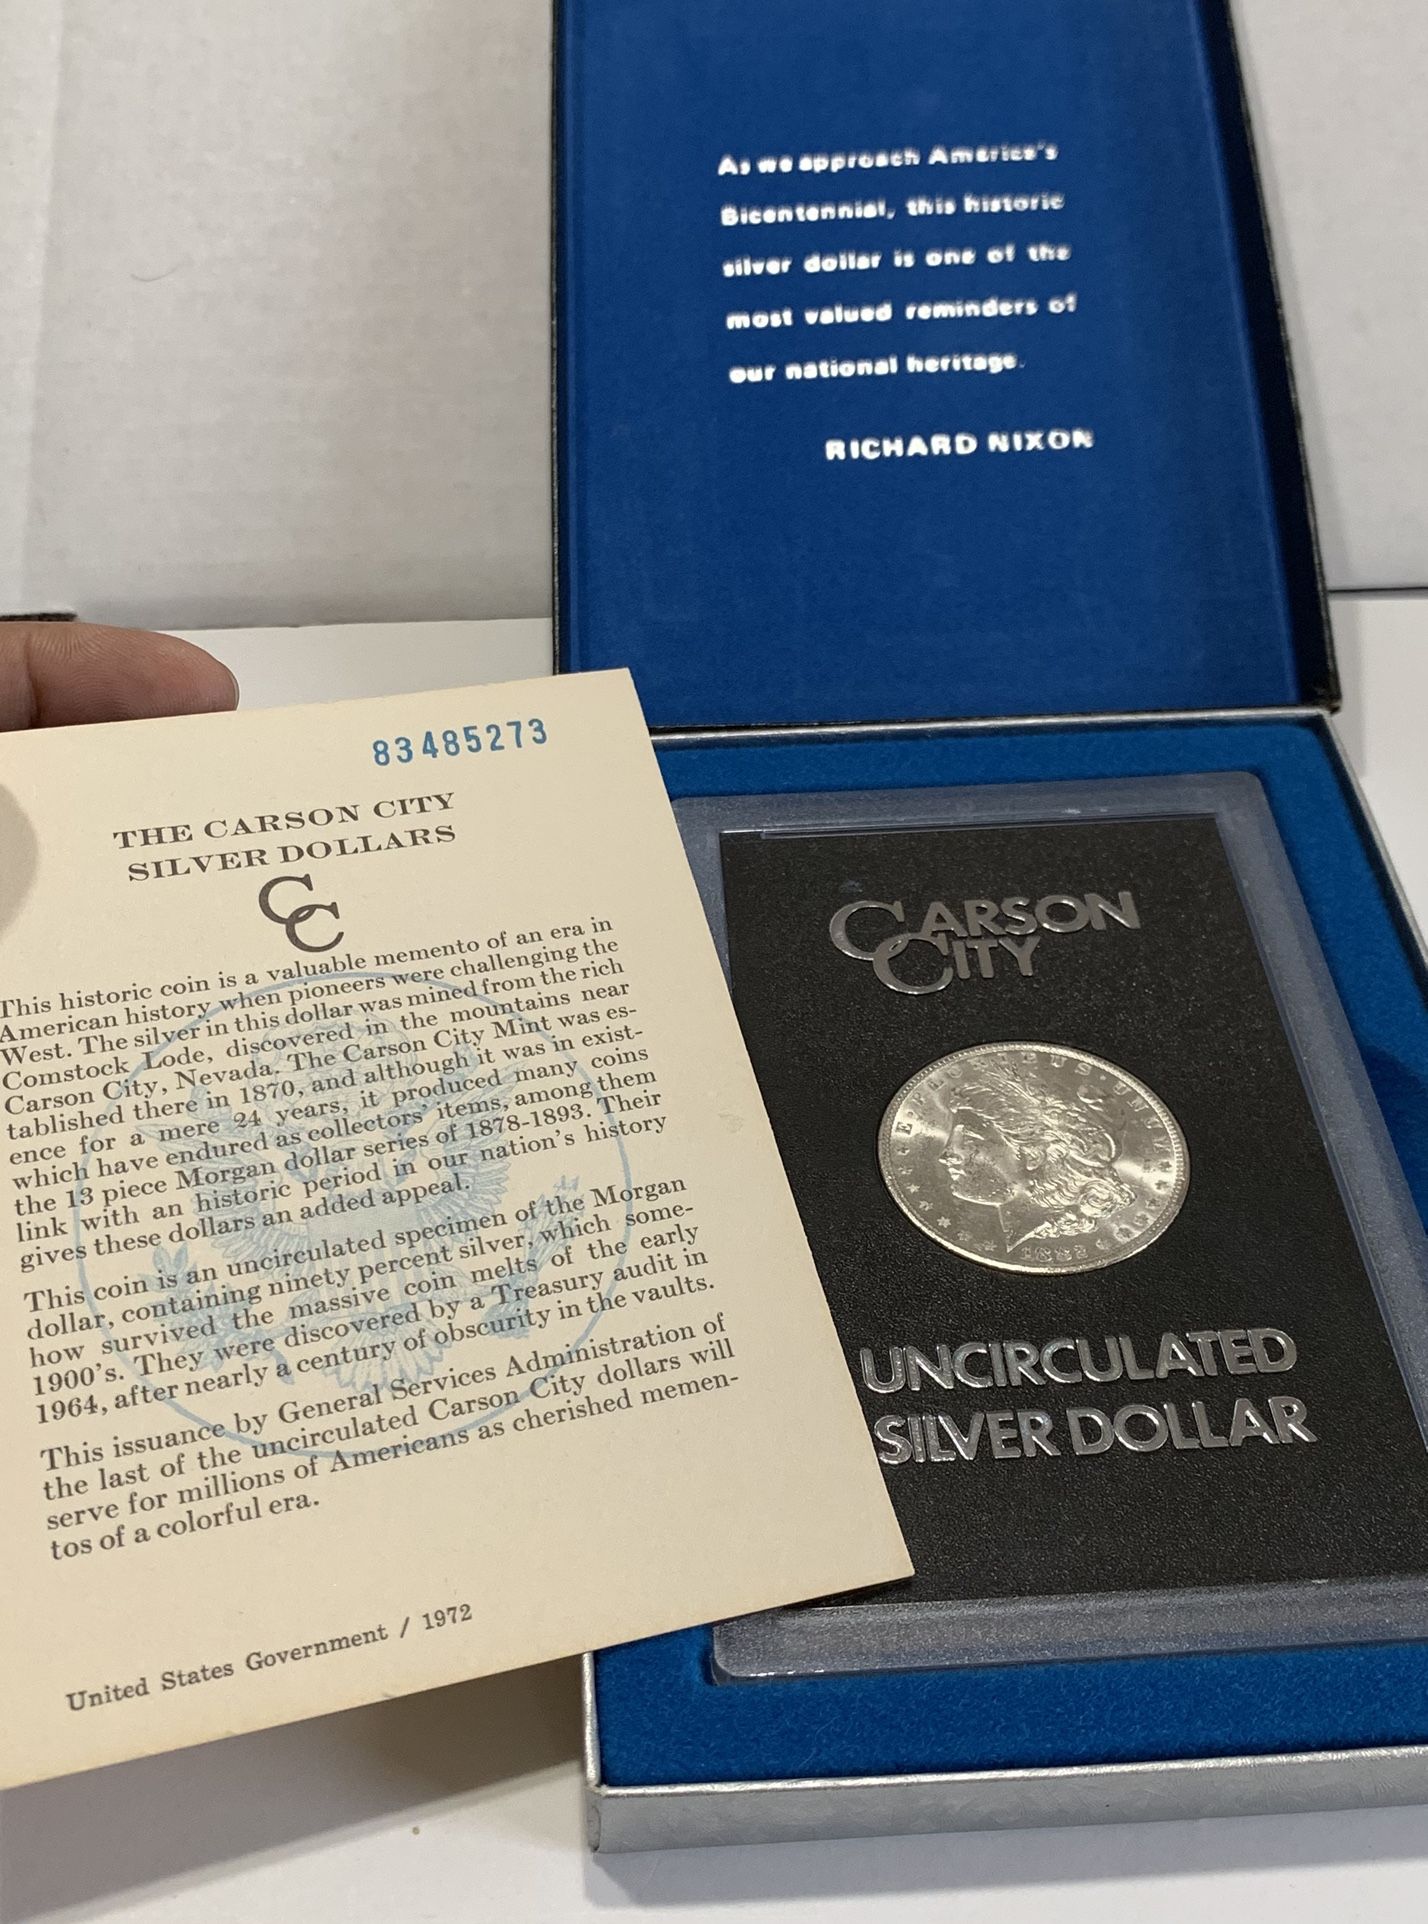 As we approach America's
Bicentennial, this historic
silver dollar is one of the
most valued reminders of
our national heritage.
RICHARD NIXON
83485273
THE CARSON CITY
SILVER DOLLARS
CC
This historic coin is a valuable memento of an era in
American history when pioneers were challenging the
West. The silver in this dollar was mined from the rich
Comstock Lode, discovered in the mountains near
Carson City, Nevada. The Carson City Mint was es-
tablished there in 1870, and although it was in exist-
ence for a mere 24 years, it produced many coins
which have endured as collectors' items, among them
the 13 piece Morgan dollar series of 1878-1893. Their
link with an historic period in our nation's history
gives these dollars an added appeal.
This coin is an uncirculated specimen of the Morgan
dollar, containing ninety percent silver, which some-
how survived the massive coin melts of the early
1900's. They were discovered by a Treasury audit in
1964, after nearly a century of obscurity in the vaults.
This issuance by General Services Administration of
the last of the uncirculated Carson City dollars will
serve for millions of Americans as cherished memen-
tos of a colorful era.
United States Government / 1972
CARSON
CITY
E·PLURIBUS·UNUM
1882
UNCIRCULATED
SILVER DOLLAR